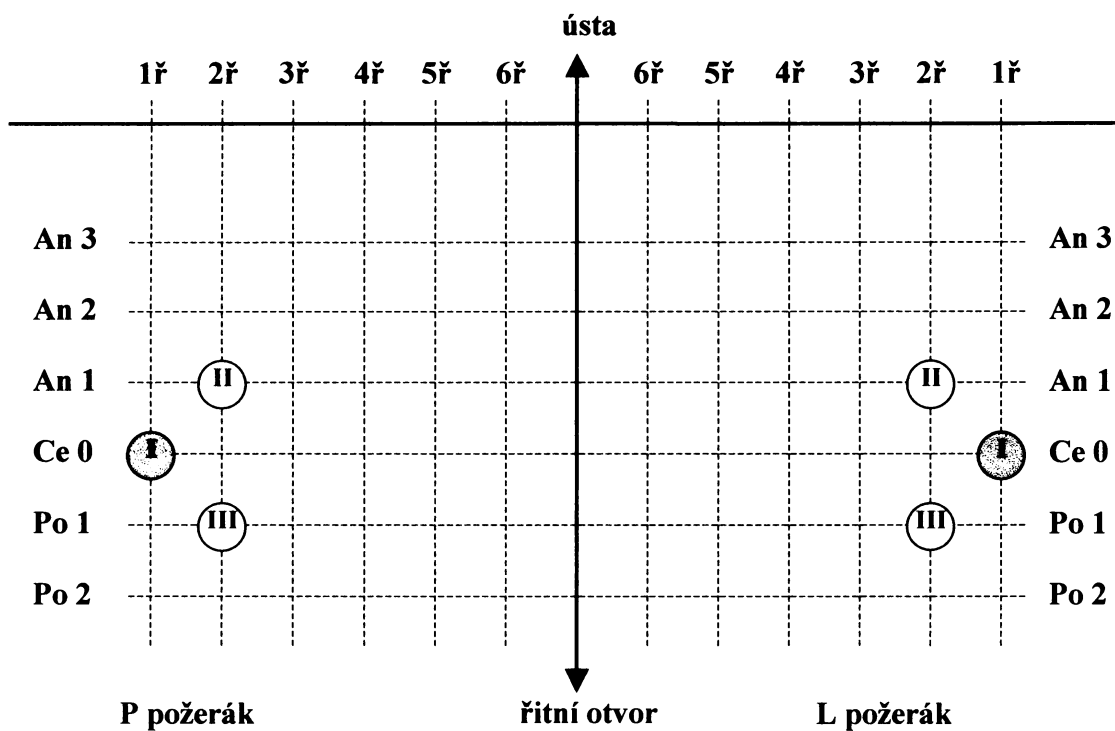 ústa
1ř 2ř 3ř 4ř 5ř 6ř 6ř 5ř 4ř 3ř 2ř 1ř
An 3 An 3
An 2 An 2
An 1 II II An 1
Ce 0 I I Ce 0
Po 1 III III Po 1
Po 2 Po 2
P požerák řitní otvor L požerák